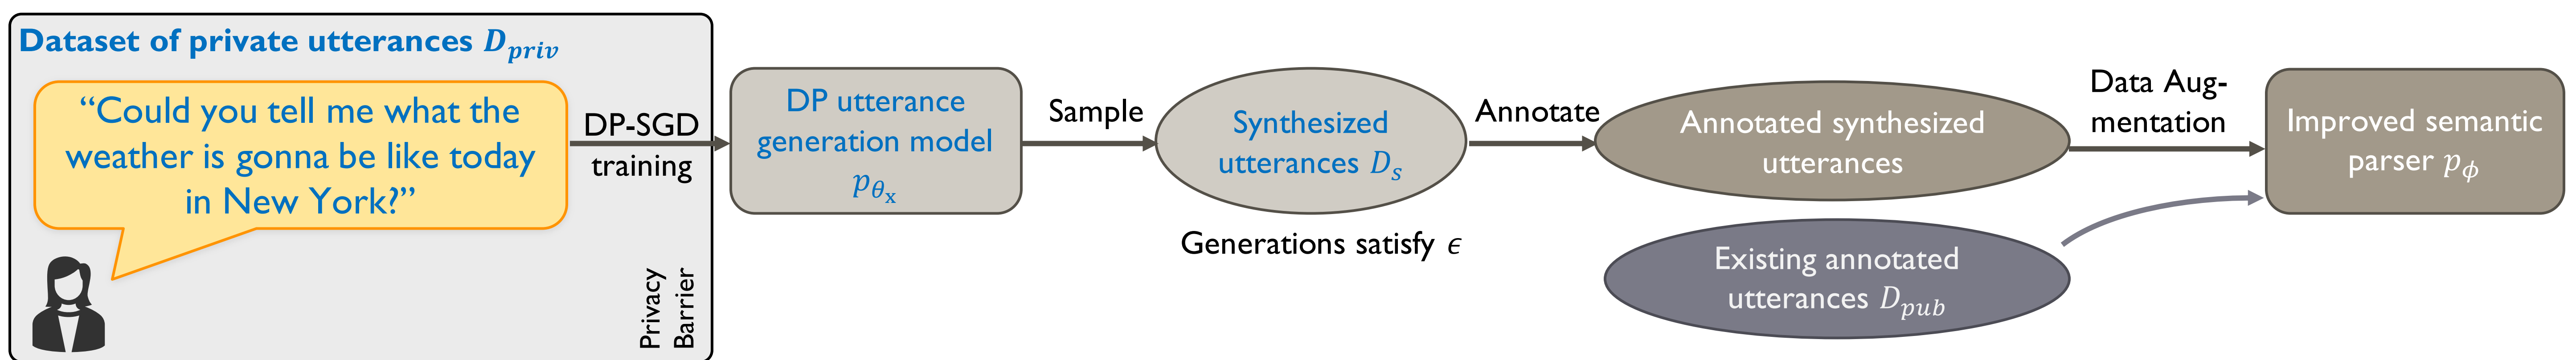 Dataset of private utterances D_priv
“Could you tell me what the
weather is gonna be like today
in New York?”
DP-SGD
training
Privacy
Barrier
DP utterance
generation model
p_θ_x
Sample
Synthesized
utterances D_s
Generations satisfy ϵ
Annotate
Annotated synthesized
utterances
Existing annotated
utterances D_pub
Data Aug-
mentation
Improved semantic
parser p_ϕ